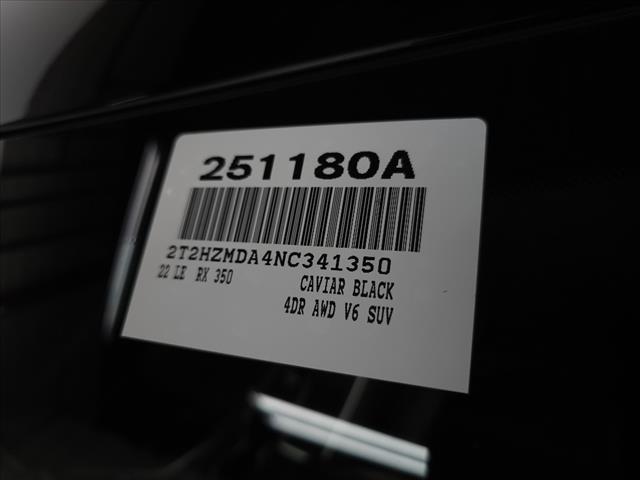 251180A
2T2HZMDA4NC341350
22 LE RX 350 CAVIAR BLACK
4DR AWD V6 SUV